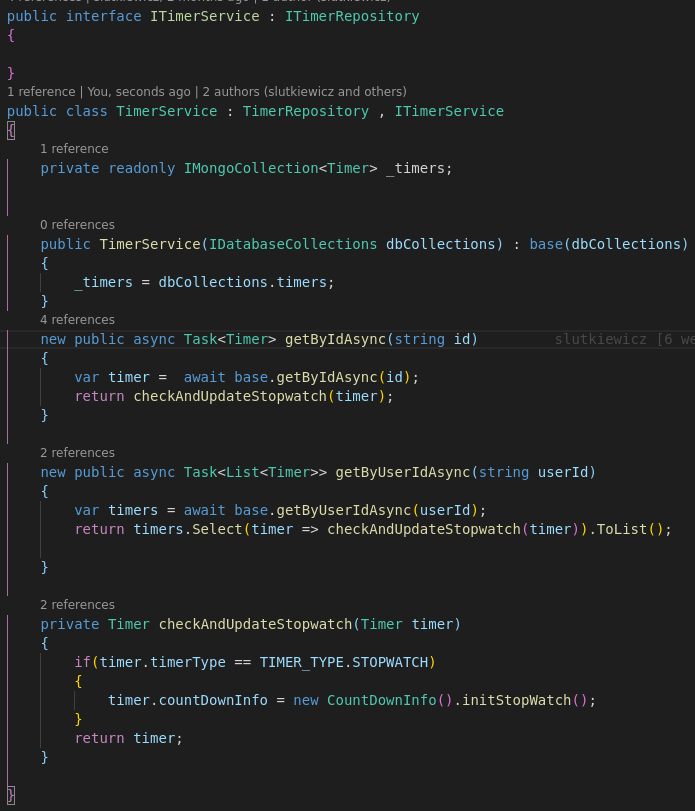 public interface ITimerService : ITimerRepository
{
}
1 reference | You, seconds ago | 2 authors (slutkiewicz and others)
public class TimerService : TimerRepository , ITimerService
{
1 reference
private readonly IMongoCollection<Timer> _timers;
0 references
public TimerService(IDatabaseCollections dbCollections) : base(dbCollections)
{
_timers = dbCollections.timers;
}
4 references
new public async Task<Timer> getByIdAsync(string id) slutkiewicz [6 we
{
var timer =  await base.getByIdAsync(id);
return checkAndUpdateStopwatch(timer);
}
2 references
new public async Task<List<Timer>> getByUserIdAsync(string userId)
{
var timers = await base.getByUserIdAsync(userId);
return timers.Select(timer => checkAndUpdateStopwatch(timer)).ToList();
}
2 references
private Timer checkAndUpdateStopwatch(Timer timer)
{
if(timer.timerType == TIMER_TYPE.STOPWATCH)
{
timer.countDownInfo = new CountDownInfo().initStopWatch();
}
return timer;
}
}